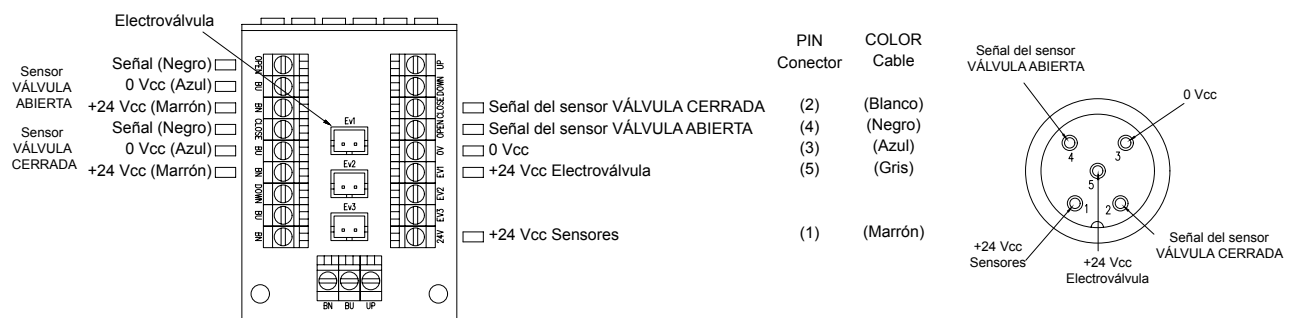 Electroválvula
Sensor
VÁLVULA
ABIERTA
Señal (Negro)
0 Vcc (Azul)
+24 Vcc (Marrón)
Sensor
VÁLVULA
CERRADA
Señal (Negro)
0 Vcc (Azul)
+24 Vcc (Marrón)
OPEN
BU
BN
CLOSE
BU
BN
DOWN
BU
BN
Ev1
Ev2
Ev3
UP
DOWN
CLOSE
OPEN
0V
EV1
EV2
EV3
24V
BN BU UP
PIN COLOR
Conector Cable
Señal del sensor VÁLVULA CERRADA (2) (Blanco)
Señal del sensor VÁLVULA ABIERTA (4) (Negro)
0 Vcc (3) (Azul)
+24 Vcc Electroválvula (5) (Gris)
+24 Vcc Sensores (1) (Marrón)
Señal del sensor
VÁLVULA ABIERTA
0 Vcc
4 3
5
1 2
+24 Vcc
Sensores
+24 Vcc
Electroválvula
Señal del sensor
VÁLVULA CERRADA